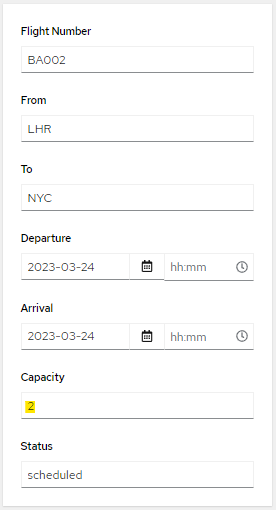 Flight Number
BA002
From
LHR
To
NYC
Departure
2023-03-24 hh:mm
Arrival
2023-03-24 hh:mm
Capacity
2
Status
scheduled